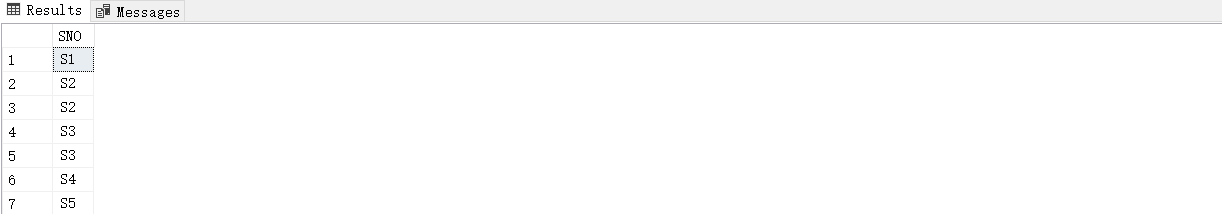 Results Messages
SNO
1 S1
2 S2
3 S2
4 S3
5 S3
6 S4
7 S5